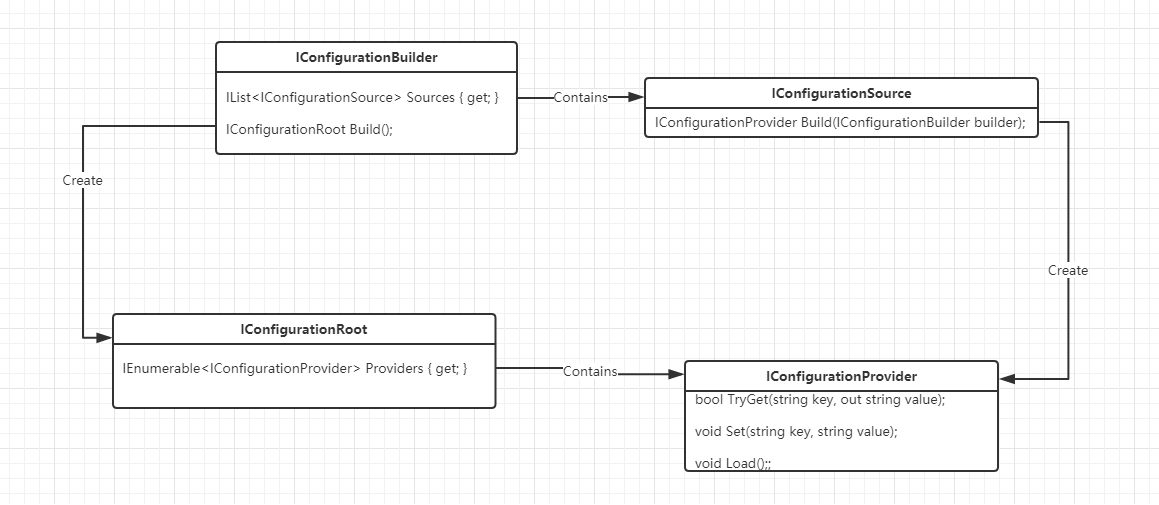 IConfigurationBuilder
IList<IConfigurationSource> Sources { get; }
IConfigurationRoot Build();
Contains
IConfigurationSource
IConfigurationProvider Build(IConfigurationBuilder builder);
Create
Create
IConfigurationRoot
IEnumerable<IConfigurationProvider> Providers { get; }
Contains
IConfigurationProvider
bool TryGet(string key, out string value);
void Set(string key, string value);
void Load();;